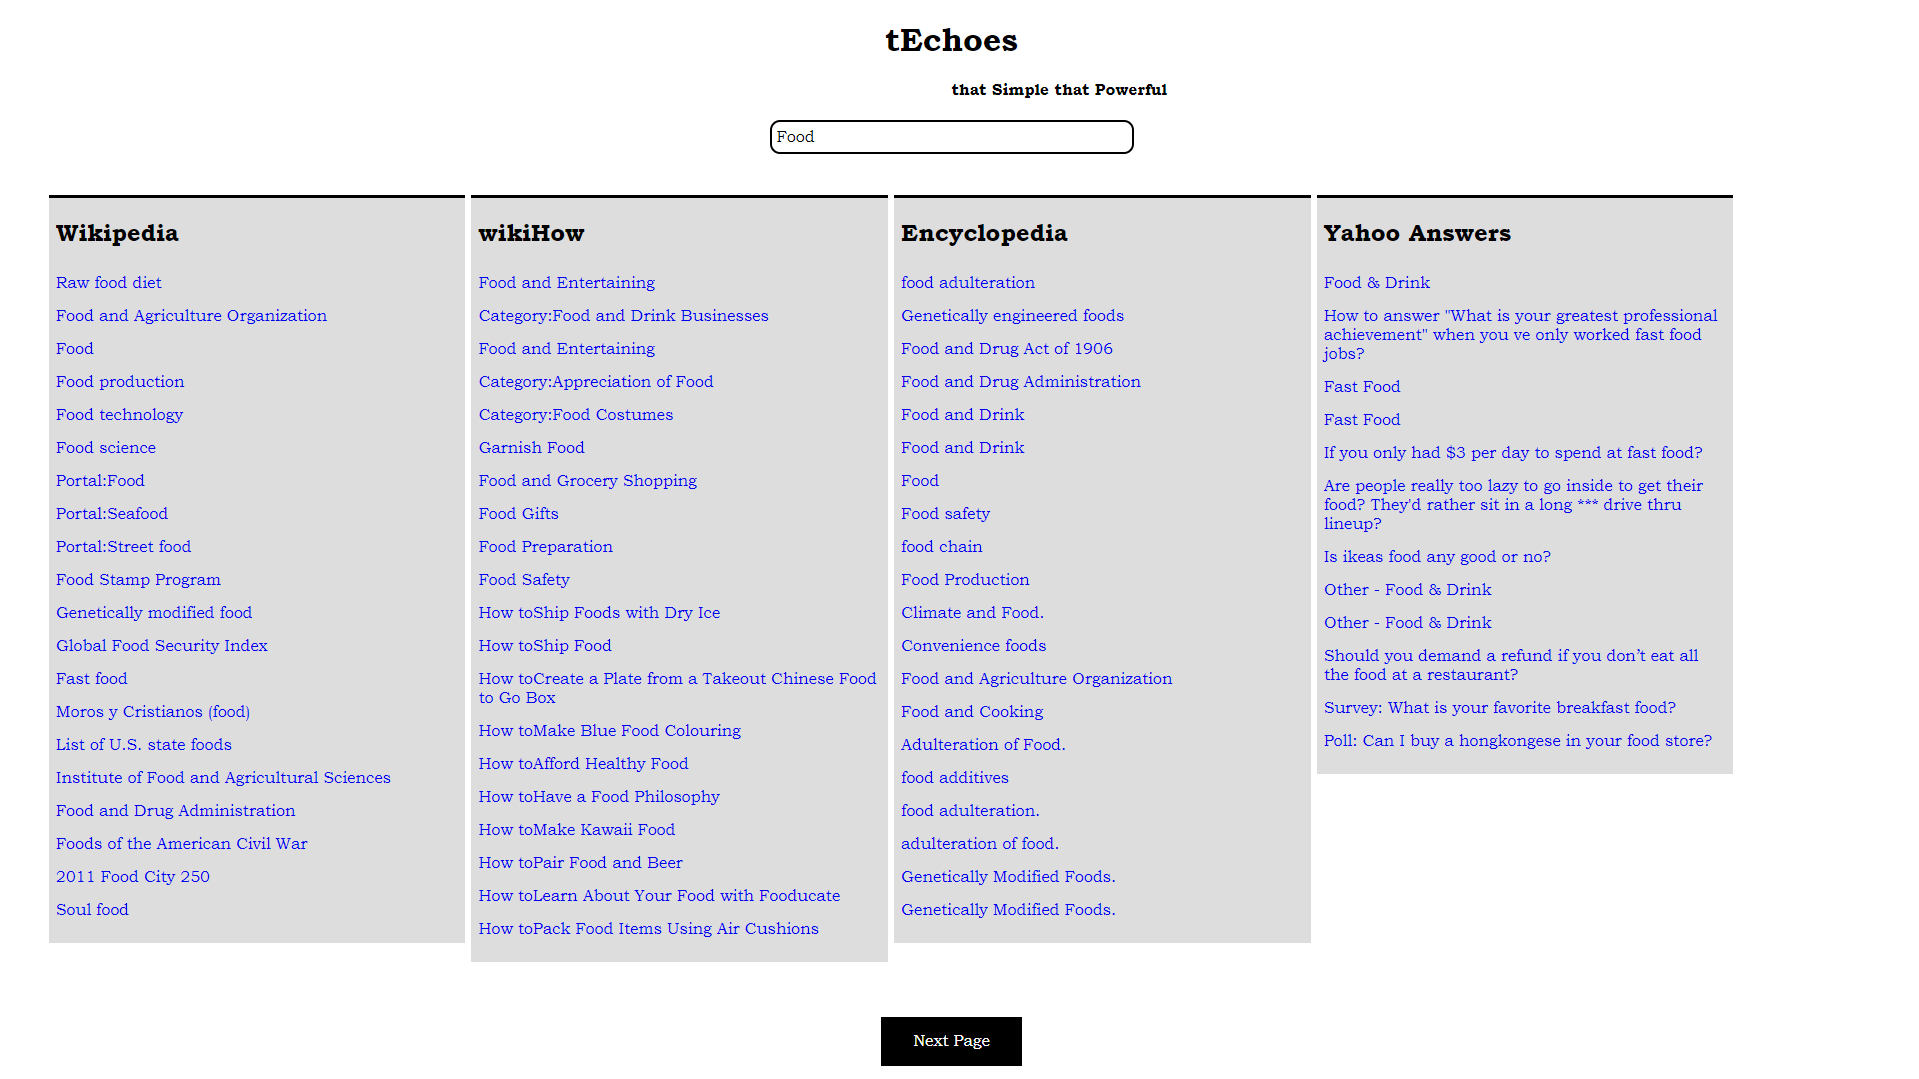 tEchoes
that Simple that Powerful
Food
Wikipedia
Raw food diet
Food and Agriculture Organization
Food
Food production
Food technology
Food science
Portal:Food
Portal:Seafood
Portal:Street food
Food Stamp Program
Genetically modified food
Global Food Security Index
Fast food
Moros y Cristianos (food)
List of U.S. state foods
Institute of Food and Agricultural Sciences
Food and Drug Administration
Foods of the American Civil War
2011 Food City 250
Soul food
wikiHow
Food and Entertaining
Category:Food and Drink Businesses
Food and Entertaining
Category:Appreciation of Food
Category:Food Costumes
Garnish Food
Food and Grocery Shopping
Food Gifts
Food Preparation
Food Safety
How toShip Foods with Dry Ice
How toShip Food
How toCreate a Plate from a Takeout Chinese Food
to Go Box
How toMake Blue Food Colouring
How toAfford Healthy Food
How toHave a Food Philosophy
How toMake Kawaii Food
How toPair Food and Beer
How toLearn About Your Food with Fooducate
How toPack Food Items Using Air Cushions
Encyclopedia
food adulteration
Genetically engineered foods
Food and Drug Act of 1906
Food and Drug Administration
Food and Drink
Food and Drink
Food
Food safety
food chain
Food Production
Climate and Food.
Convenience foods
Food and Agriculture Organization
Food and Cooking
Adulteration of Food.
food additives
food adulteration.
adulteration of food.
Genetically Modified Foods.
Genetically Modified Foods.
Yahoo Answers
Food & Drink
How to answer "What is your greatest professional
achievement" when you ve only worked fast food
jobs?
Fast Food
Fast Food
If you only had $3 per day to spend at fast food?
Are people really too lazy to go inside to get their
food? They'd rather sit in a long *** drive thru
lineup?
Is ikeas food any good or no?
Other - Food & Drink
Other - Food & Drink
Should you demand a refund if you don’t eat all
the food at a restaurant?
Survey: What is your favorite breakfast food?
Poll: Can I buy a hongkongese in your food store?
Next Page